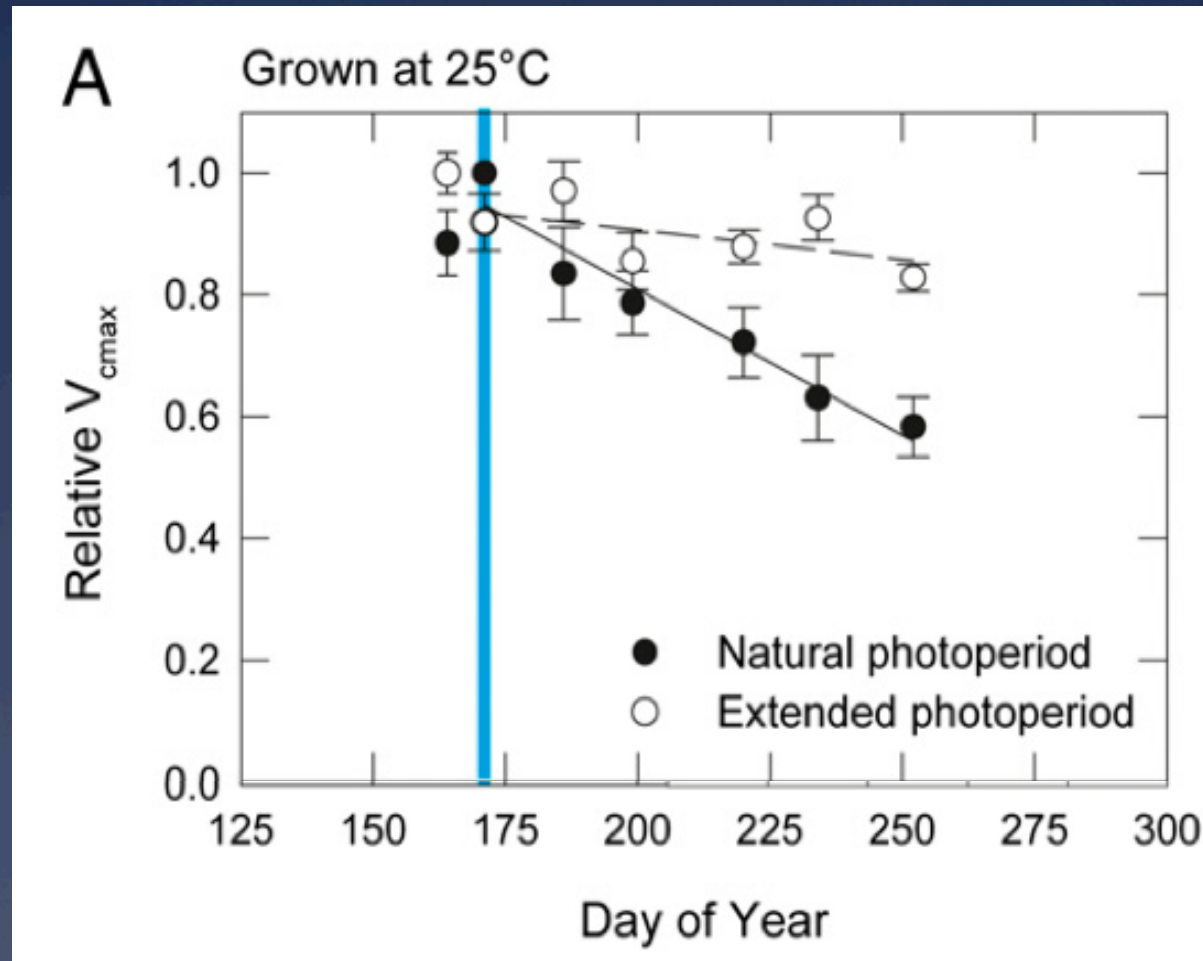 A
Grown at 25°C
1.0
0.8
0.6
0.4
0.2
0.0
Relative Vcmax
Natural photoperiod
Extended photoperiod
125 150 175 200 225 250 275 300
Day of Year